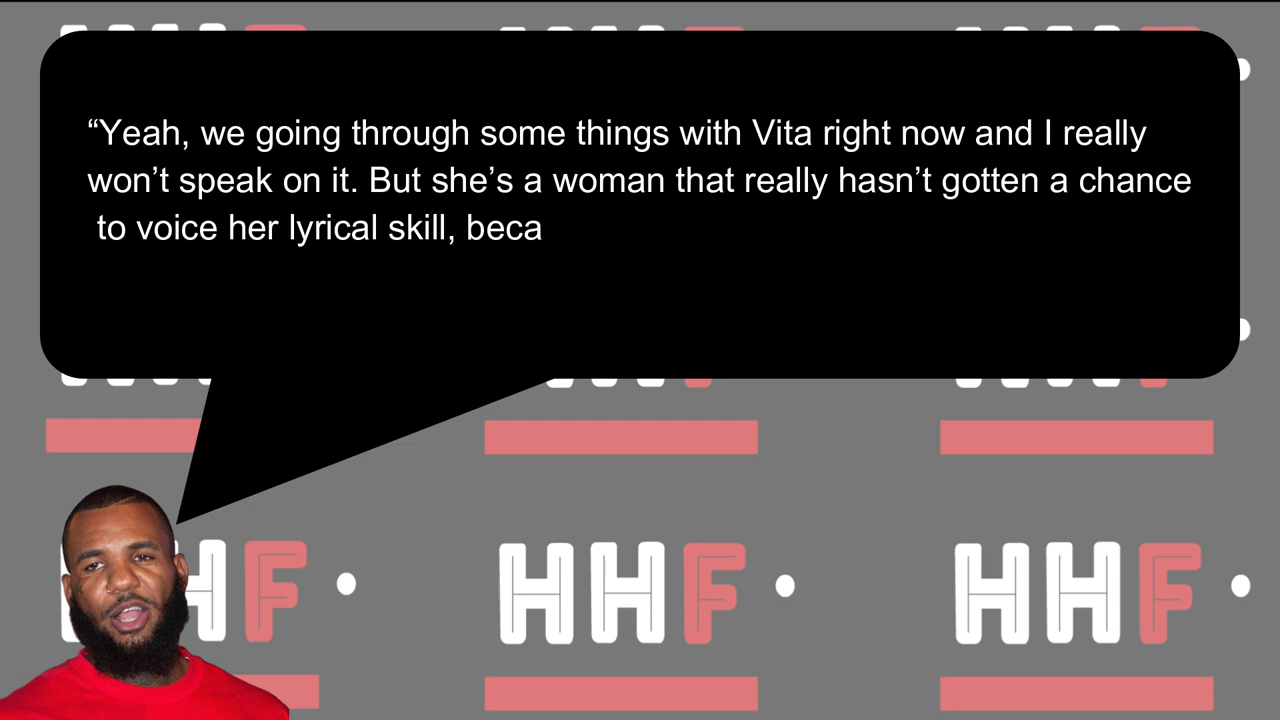 “Yeah, we going through some things with Vita right now and I really
won’t speak on it. But she’s a woman that really hasn’t gotten a chance
to voice her lyrical skill, beca
HHF
HHF
HHF